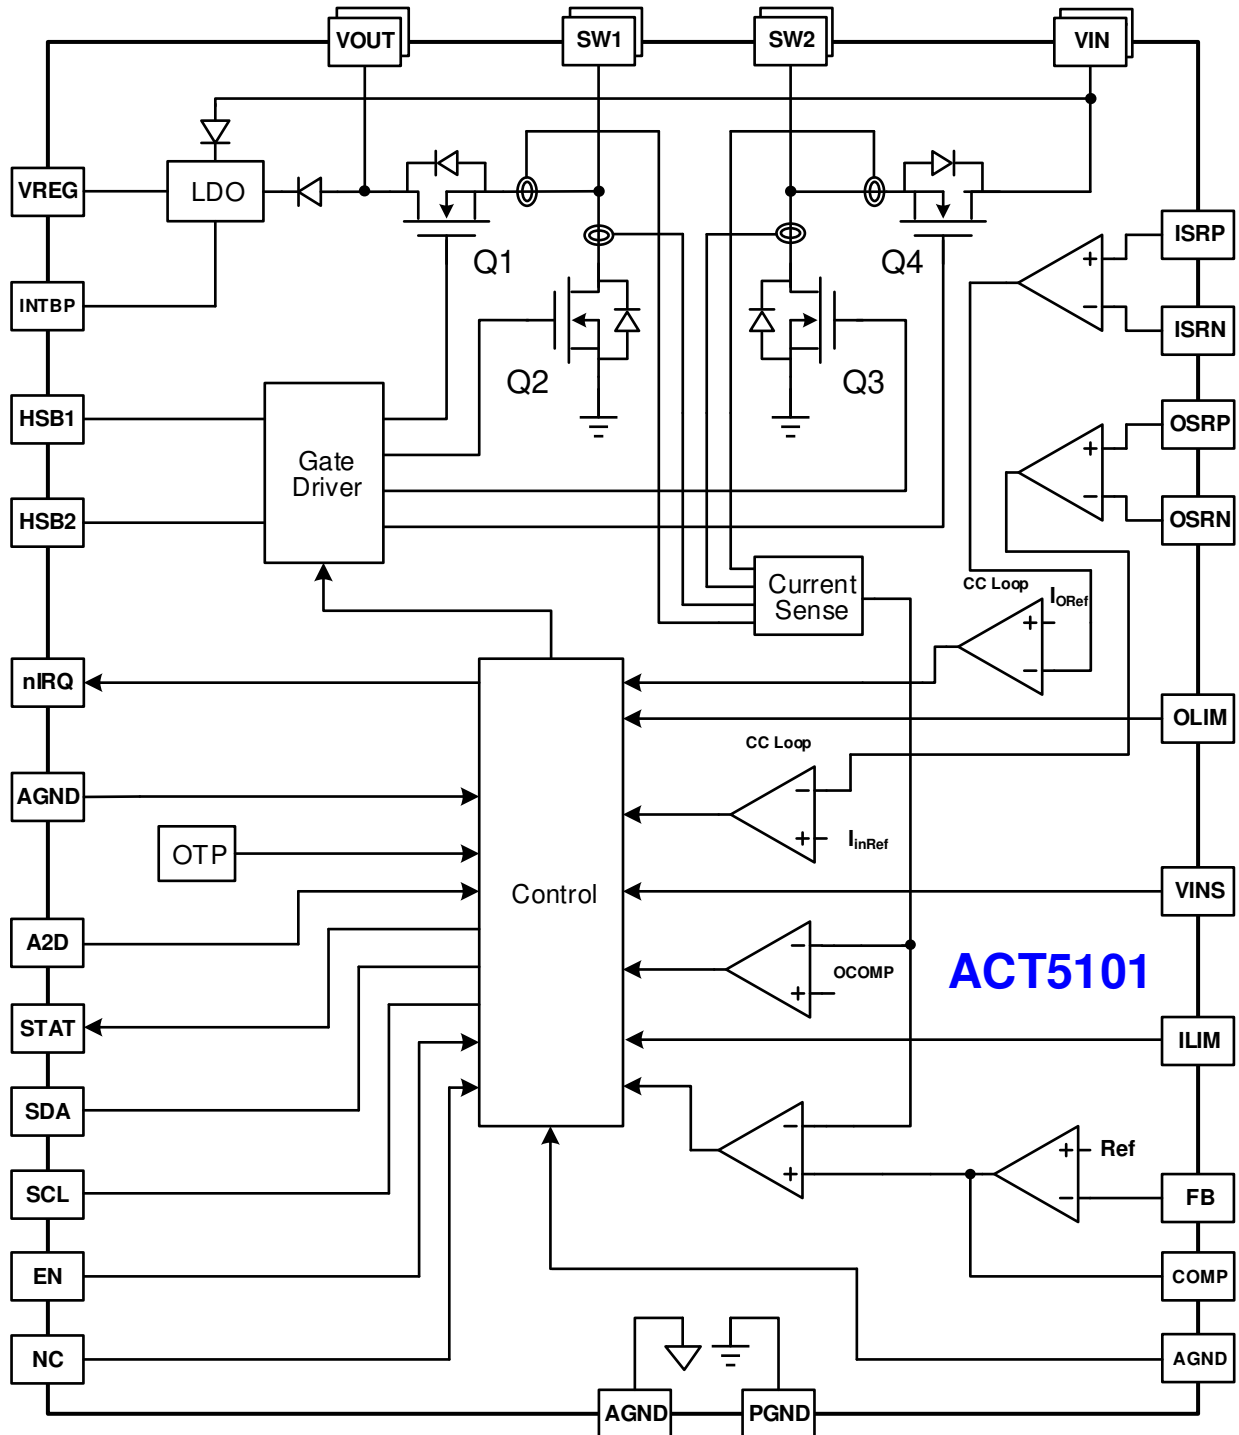 VOUT
SW1
SW2
VIN
VREG
LDO
INTBP
Q1
Q4
ISRP
ISRN
Q2
Q3
HSB1
HSB2
Gate
Driver
OSRP
OSRN
Current
Sense
CC Loop
IORef
+
−
+
−
+
−
nIRQ
OLIM
CC Loop
−
+
IinRef
AGND
OTP
Control
VINS
A2D
−
OCOMP
+
ACT5101
STAT
ILIM
SDA
−
+
+
−
Ref
SCL
FB
EN
COMP
NC
AGND
AGND
PGND